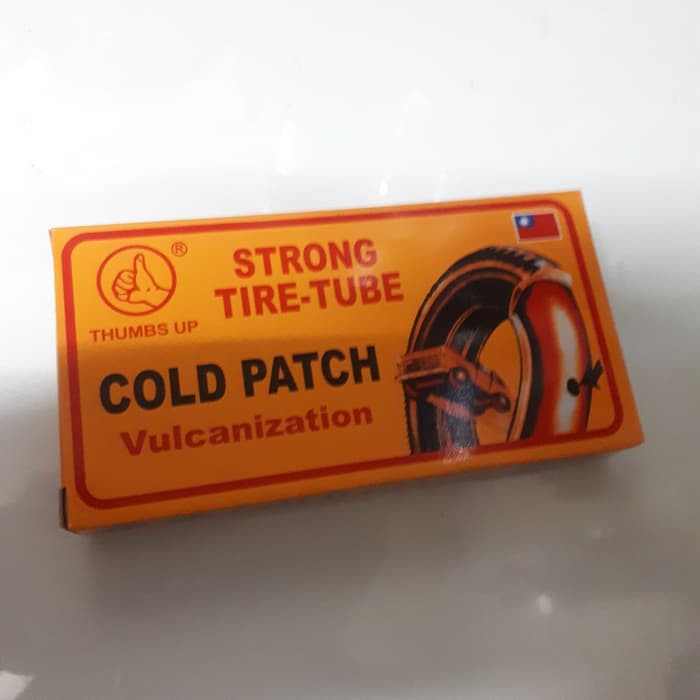 ®
THUMBS UP
STRONG
TIRE-TUBE
COLD PATCH
Vulcanization